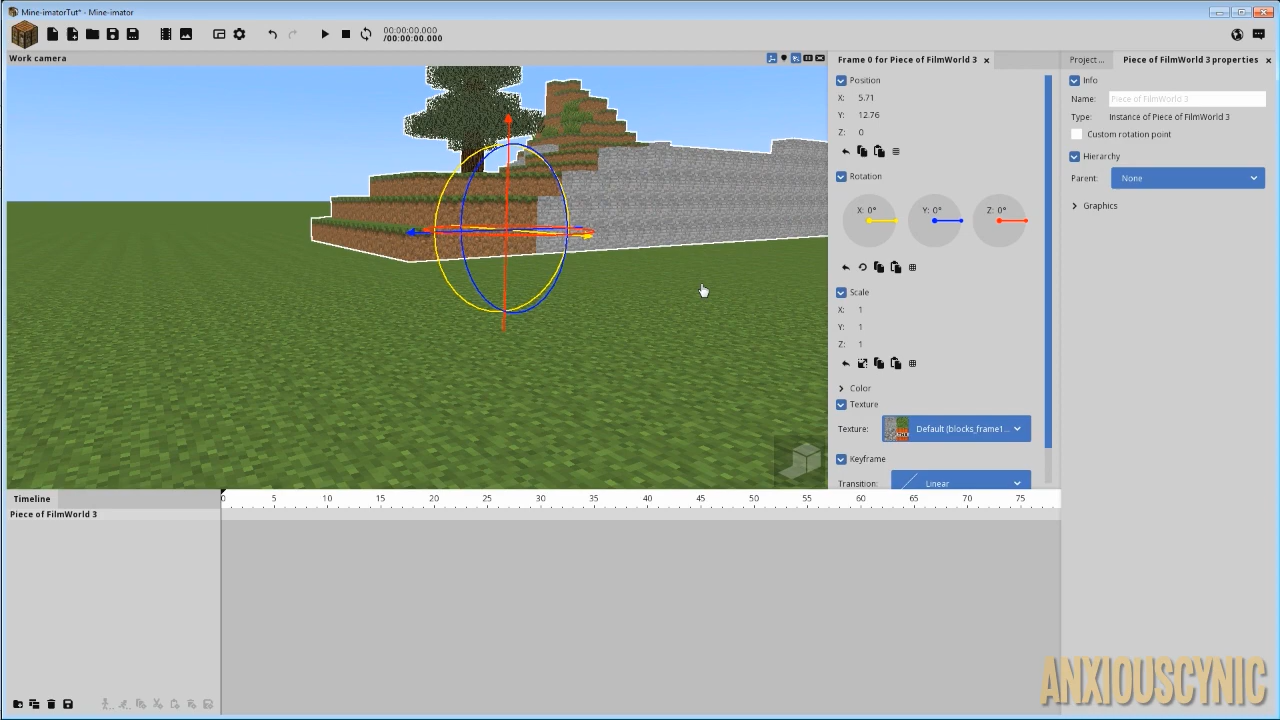 Mine-imatorTut* - Mine-imator
00:00:00.000
/00:00:00.000
Work camera
Frame 0 for Piece of FilmWorld 3
Position
X: 5.71
Y: 12.76
Z: 0
Rotation
X: 0° Y: 0° Z: 0°
Scale
X: 1
Y: 1
Z: 1
Color
Texture
Texture: Default (blocks_frame1...
Keyframe
Transition: Linear
Project ... Piece of FilmWorld 3 properties
Info
Name: Piece of FilmWorld 3
Type: Instance of Piece of FilmWorld 3
Custom rotation point
Hierarchy
Parent: None
Graphics
Timeline
0 5 10 15 20 25 30 35 40 45 50 55 60 65 70 75
Piece of FilmWorld 3
ANXIOUSCYNIC